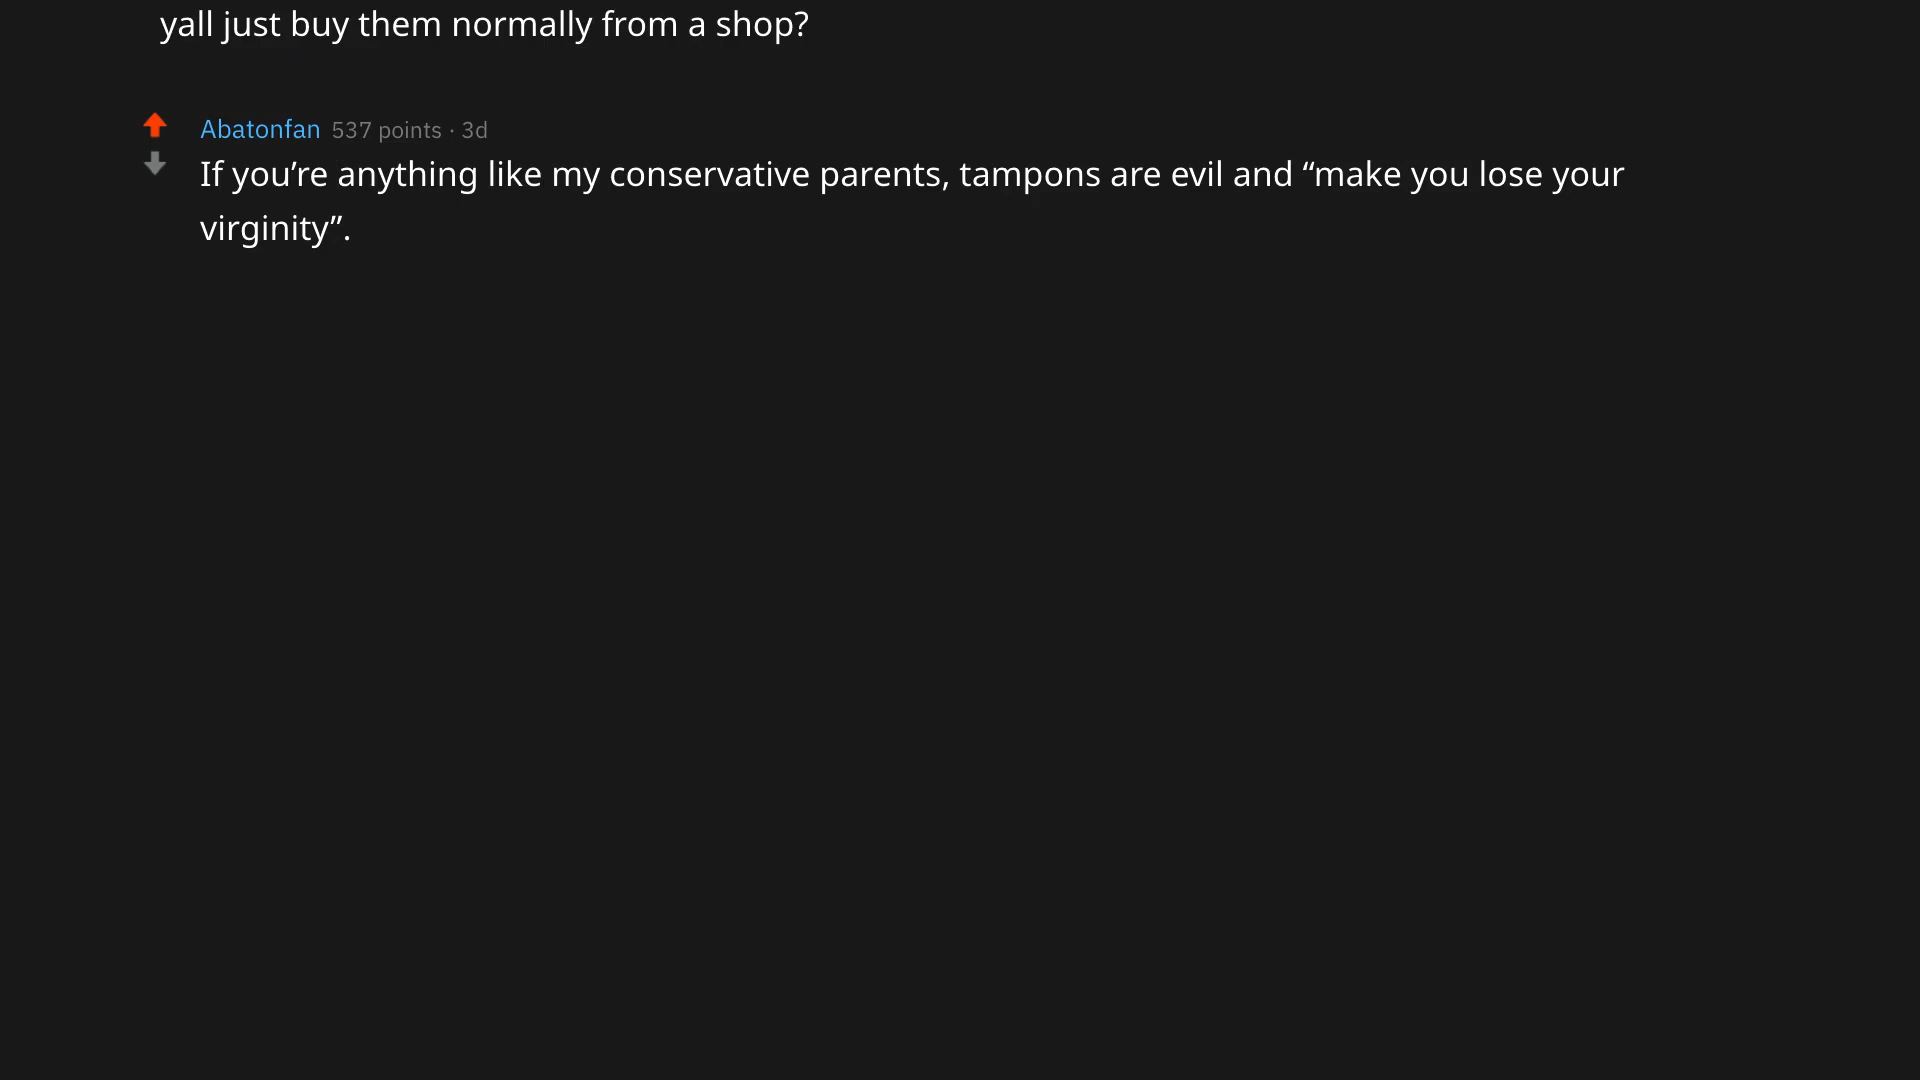 yall just buy them normally from a shop?
Abatonfan 537 points · 3d
If you’re anything like my conservative parents, tampons are evil and “make you lose your
virginity”.